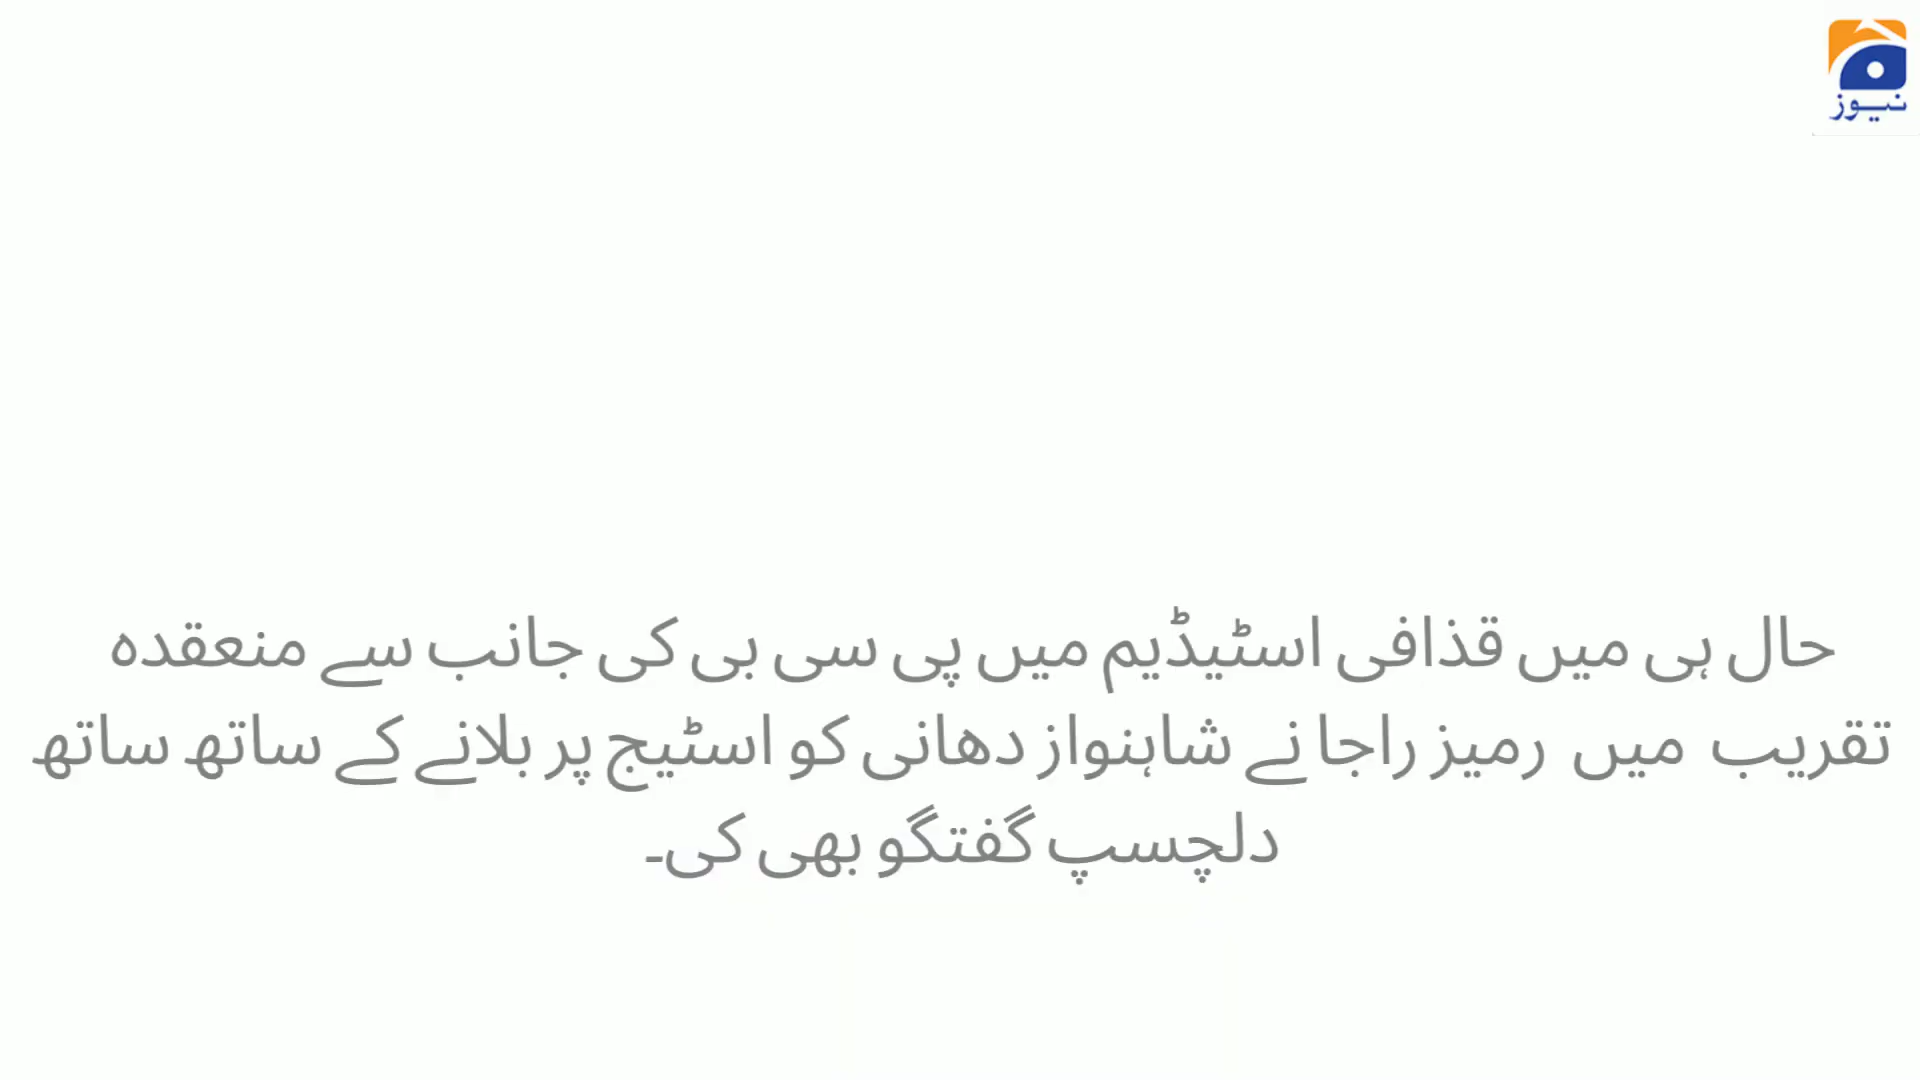 نیوز
حال ہی میں قذافی اسٹیڈیم میں پی سی بی کی جانب سے منعقدہ
تقریب میں رمیز راجا نے شاہنواز دھانی کو اسٹیج پر بلانے کے ساتھ ساتھ
دلچسپ گفتگو بھی کی۔